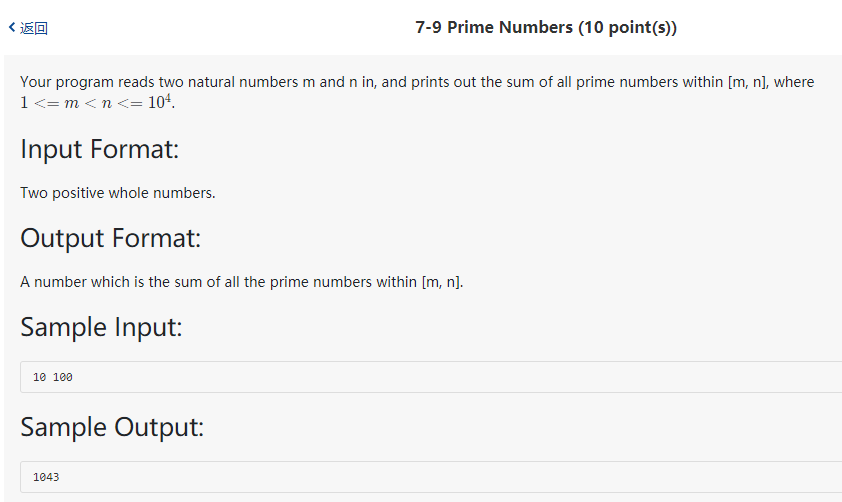 返回
7-9 Prime Numbers (10 point(s))
Your program reads two natural numbers m and n in, and prints out the sum of all prime numbers within [m, n], where
1 <= m < n <= 10⁴.
Input Format:
Two positive whole numbers.
Output Format:
A number which is the sum of all the prime numbers within [m, n].
Sample Input:
10 100
Sample Output:
1043